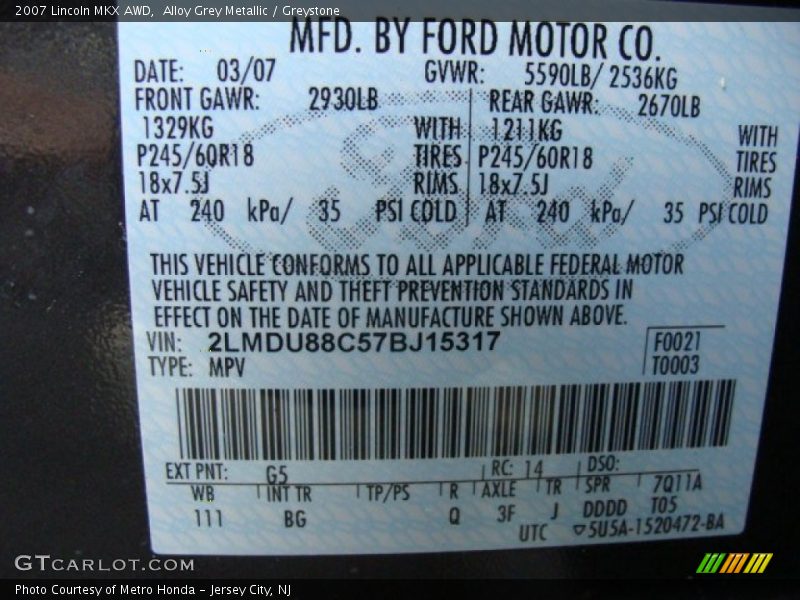 2007 Lincoln MKX AWD,  Alloy Grey Metallic / Greystone
MFD. BY FORD MOTOR CO.
DATE: 03/07 GVWR: 5590LB/ 2536KG
FRONT GAWR: 2930LB REAR GAWR: 2670LB
1329KG WITH 1211KG WITH
P245/60R18 TIRES P245/60R18 TIRES
18x7.5J RIMS 18x7.5J RIMS
AT 240 kPa/ 35 PSI COLD AT 240 kPa/ 35 PSI COLD
Ford
THIS VEHICLE CONFORMS TO ALL APPLICABLE FEDERAL MOTOR
VEHICLE SAFETY AND THEFT PREVENTION STANDARDS IN
EFFECT ON THE DATE OF MANUFACTURE SHOWN ABOVE.
VIN: 2LMDU88C57BJ15317 F0021
TYPE: MPV T0003
EXT PNT: G5 RC: 14 DSO:
WB INT TR TP/PS R AXLE TR SPR 7Q11A
111 BG Q 3F J DDDD T05
UTC ▽5U5A-1520472-BA
GTCARLOT.COM
Photo Courtesy of Metro Honda - Jersey City, NJ